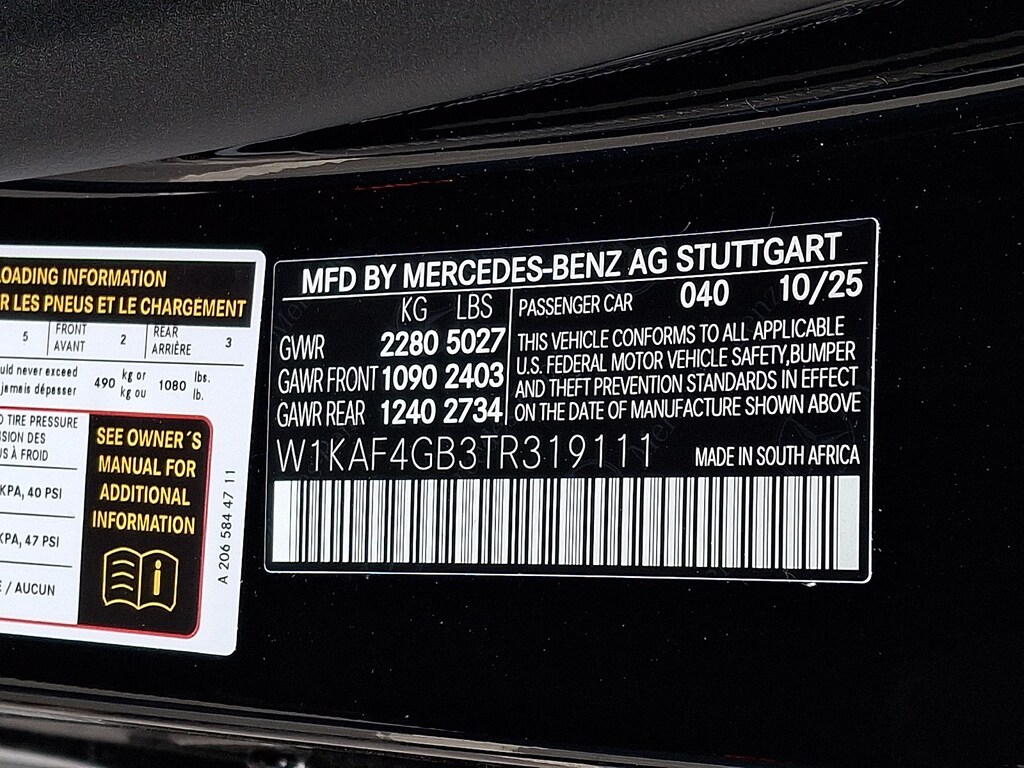 OADING INFORMATION
R LES PNEUS ET LE CHARGEMENT
5 FRONT AVANT 2 REAR ARRIÈRE 3
uld never exceed
jamais dépasser 490 kg or kg ou 1080 lbs. lb.
TIRE PRESSURE
SION DES
S À FROID
KPA, 40 PSI
KPA, 47 PSI
/ AUCUN
SEE OWNER´S
MANUAL FOR
ADDITIONAL
INFORMATION
A 206 584 47 11
MFD BY MERCEDES-BENZ AG STUTTGART
KG LBS
GVWR 2280 5027
GAWR FRONT 1090 2403
GAWR REAR 1240 2734
PASSENGER CAR 040 10/25
THIS VEHICLE CONFORMS TO ALL APPLICABLE
U.S. FEDERAL MOTOR VEHICLE SAFETY,BUMPER
AND THEFT PREVENTION STANDARDS IN EFFECT
ON THE DATE OF MANUFACTURE SHOWN ABOVE
W1KAF4GB3TR319111 MADE IN SOUTH AFRICA